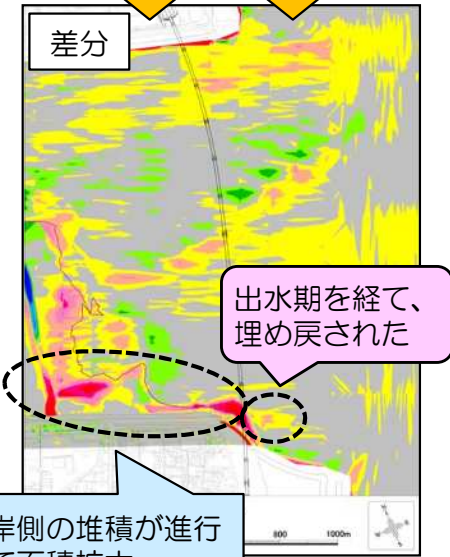 差分
出水期を経て、
埋め戻された
岸側の堆積が進行
800 1000m